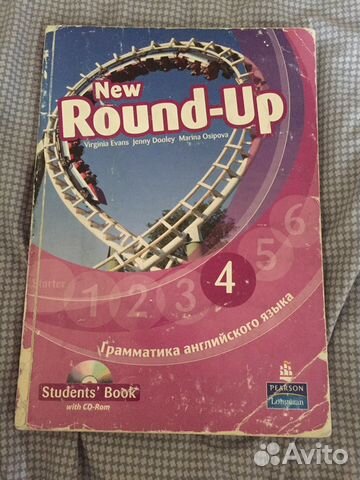 New
Round-Up
Virginia Evans Jenny Dooley Marina Osipova
Starter 1 2 3 4 5 6
Грамматика английского языка
Students' Book
with CD-Rom
PEARSON
Longman
Avito